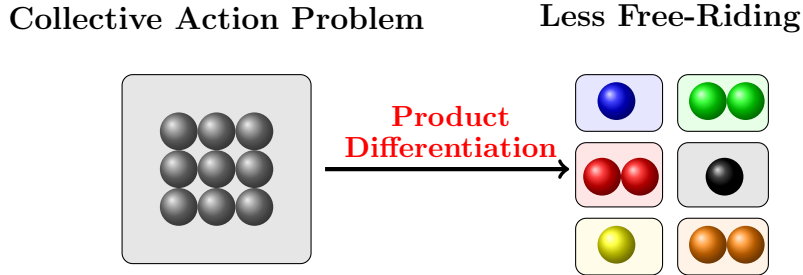 Collective Action Problem
Less Free-Riding
Product
Differentiation